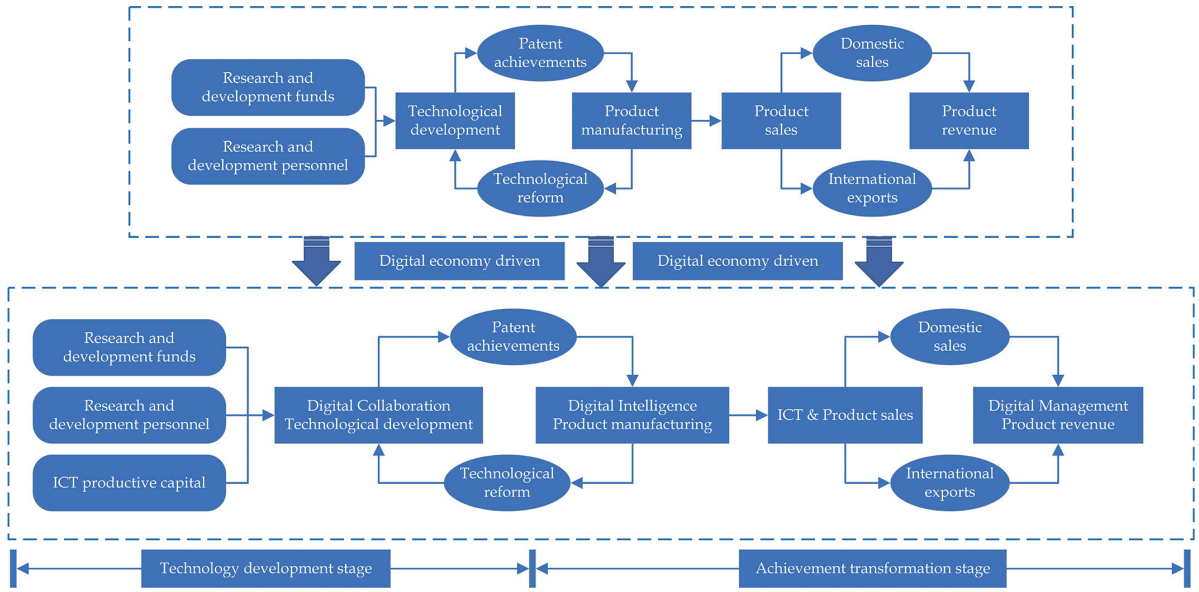 Patent
achievements
Domestic
sales
Research and
development funds
Technological
development
Product
manufacturing
Product
sales
Product
revenue
Research and
development personnel
Technological
reform
International
exports
Digital economy driven
Digital economy driven
Patent
achievements
Domestic
sales
Research and
development funds
Research and
development personnel
Digital Collaboration
Technological development
Digital Intelligence
Product manufacturing
ICT & Product sales
Digital Management
Product revenue
ICT productive capital
Technological
reform
International
exports
Technology development stage
Achievement transformation stage